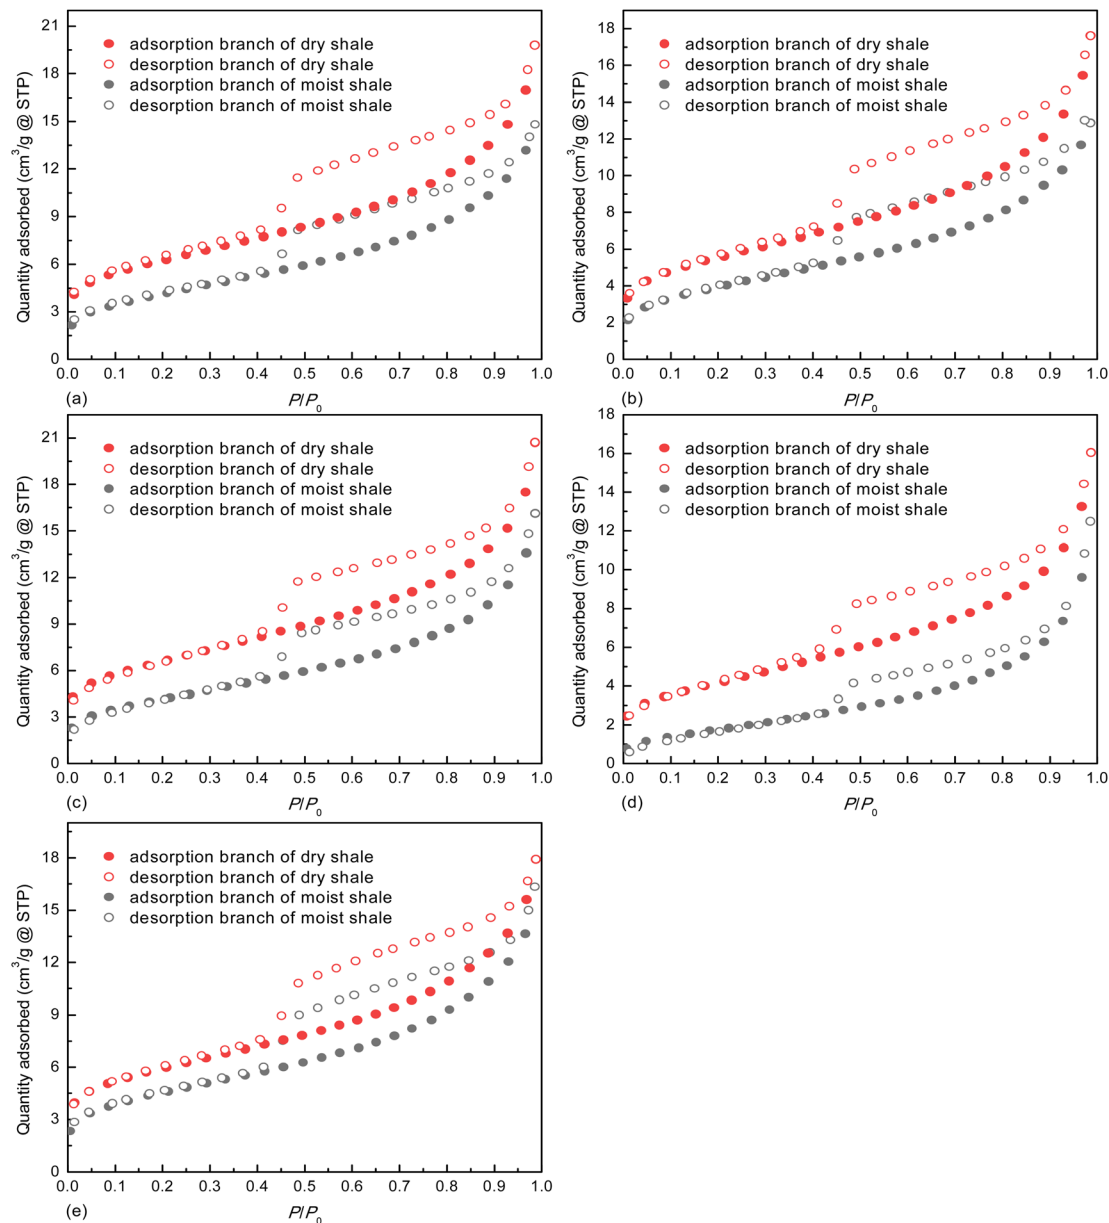 21
18
15
12
9
6
3
0
Quantity adsorbed (cm³/g @ STP)
adsorption branch of dry shale
desorption branch of dry shale
adsorption branch of moist shale
desorption branch of moist shale
0.0 0.1 0.2 0.3 0.4 0.5 0.6 0.7 0.8 0.9 1.0
(a)
P/P₀
18
16
14
12
10
8
6
4
2
0
Quantity adsorbed (cm³/g @ STP)
adsorption branch of dry shale
desorption branch of dry shale
adsorption branch of moist shale
desorption branch of moist shale
0.0 0.1 0.2 0.3 0.4 0.5 0.6 0.7 0.8 0.9 1.0
(b)
P/P₀
21
18
15
12
9
6
3
0
Quantity adsorbed (cm³/g @ STP)
adsorption branch of dry shale
desorption branch of dry shale
adsorption branch of moist shale
desorption branch of moist shale
0.0 0.1 0.2 0.3 0.4 0.5 0.6 0.7 0.8 0.9 1.0
(c)
P/P₀
18
16
14
12
10
8
6
4
2
0
Quantity adsorbed (cm³/g @ STP)
adsorption branch of dry shale
desorption branch of dry shale
adsorption branch of moist shale
desorption branch of moist shale
0.0 0.1 0.2 0.3 0.4 0.5 0.6 0.7 0.8 0.9 1.0
(d)
P/P₀
18
15
12
9
6
3
0
Quantity adsorbed (cm³/g @ STP)
adsorption branch of dry shale
desorption branch of dry shale
adsorption branch of moist shale
desorption branch of moist shale
0.0 0.1 0.2 0.3 0.4 0.5 0.6 0.7 0.8 0.9 1.0
(e)
P/P₀